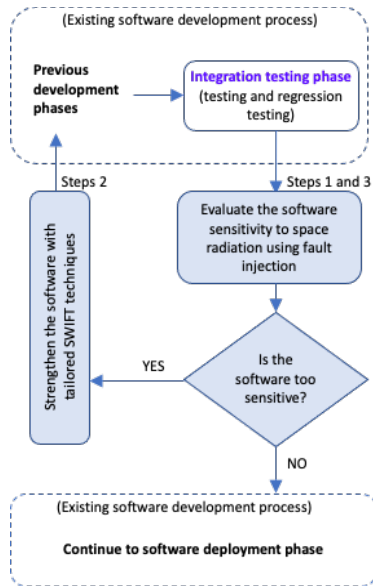 (Existing software development process)
Previous
development
phases
Integration testing phase
(testing and regression
testing)
Steps 2
Steps 1 and 3
Strengthen the software with
tailored SWIFT techniques
Evaluate the software
sensitivity to space
radiation using fault
injection
Is the
software too
sensitive?
YES
NO
(Existing software development process)
Continue to software deployment phase